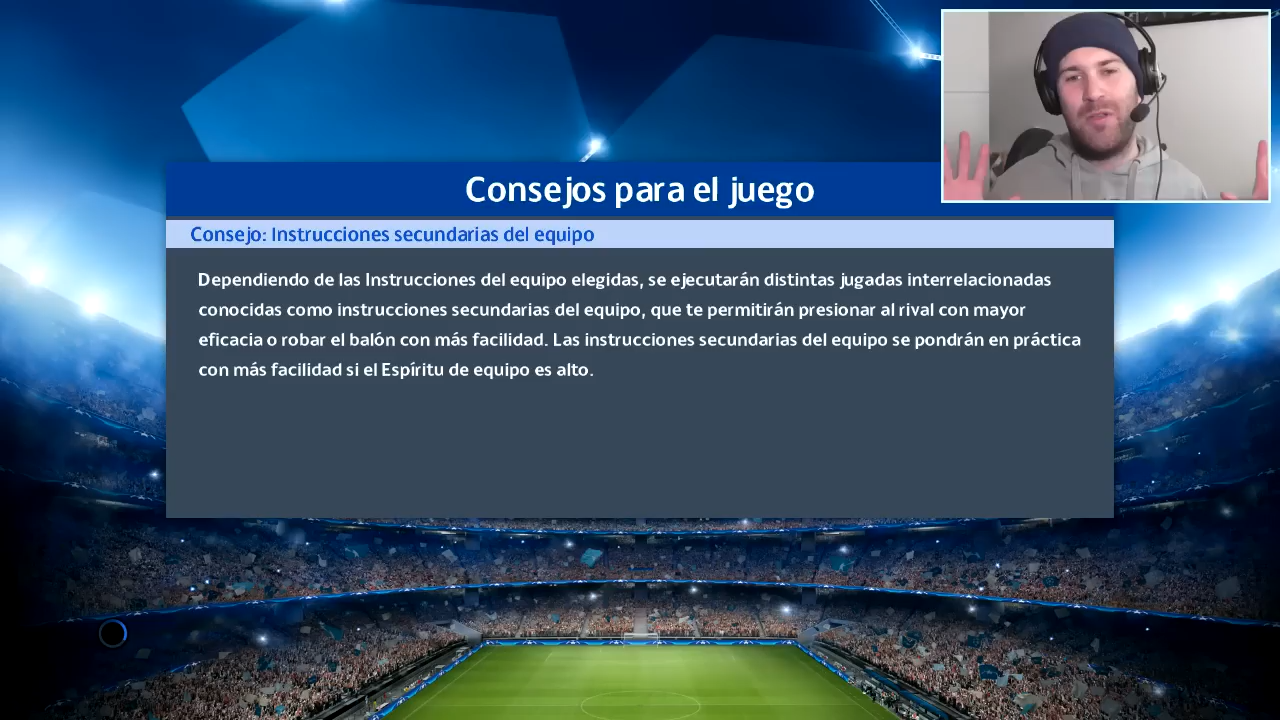 Consejos para el juego
Consejo: Instrucciones secundarias del equipo
Dependiendo de las Instrucciones del equipo elegidas, se ejecutarán distintas jugadas interrelacionadas
conocidas como instrucciones secundarias del equipo, que te permitirán presionar al rival con mayor
eficacia o robar el balón con más facilidad. Las instrucciones secundarias del equipo se pondrán en práctica
con más facilidad si el Espíritu de equipo es alto.